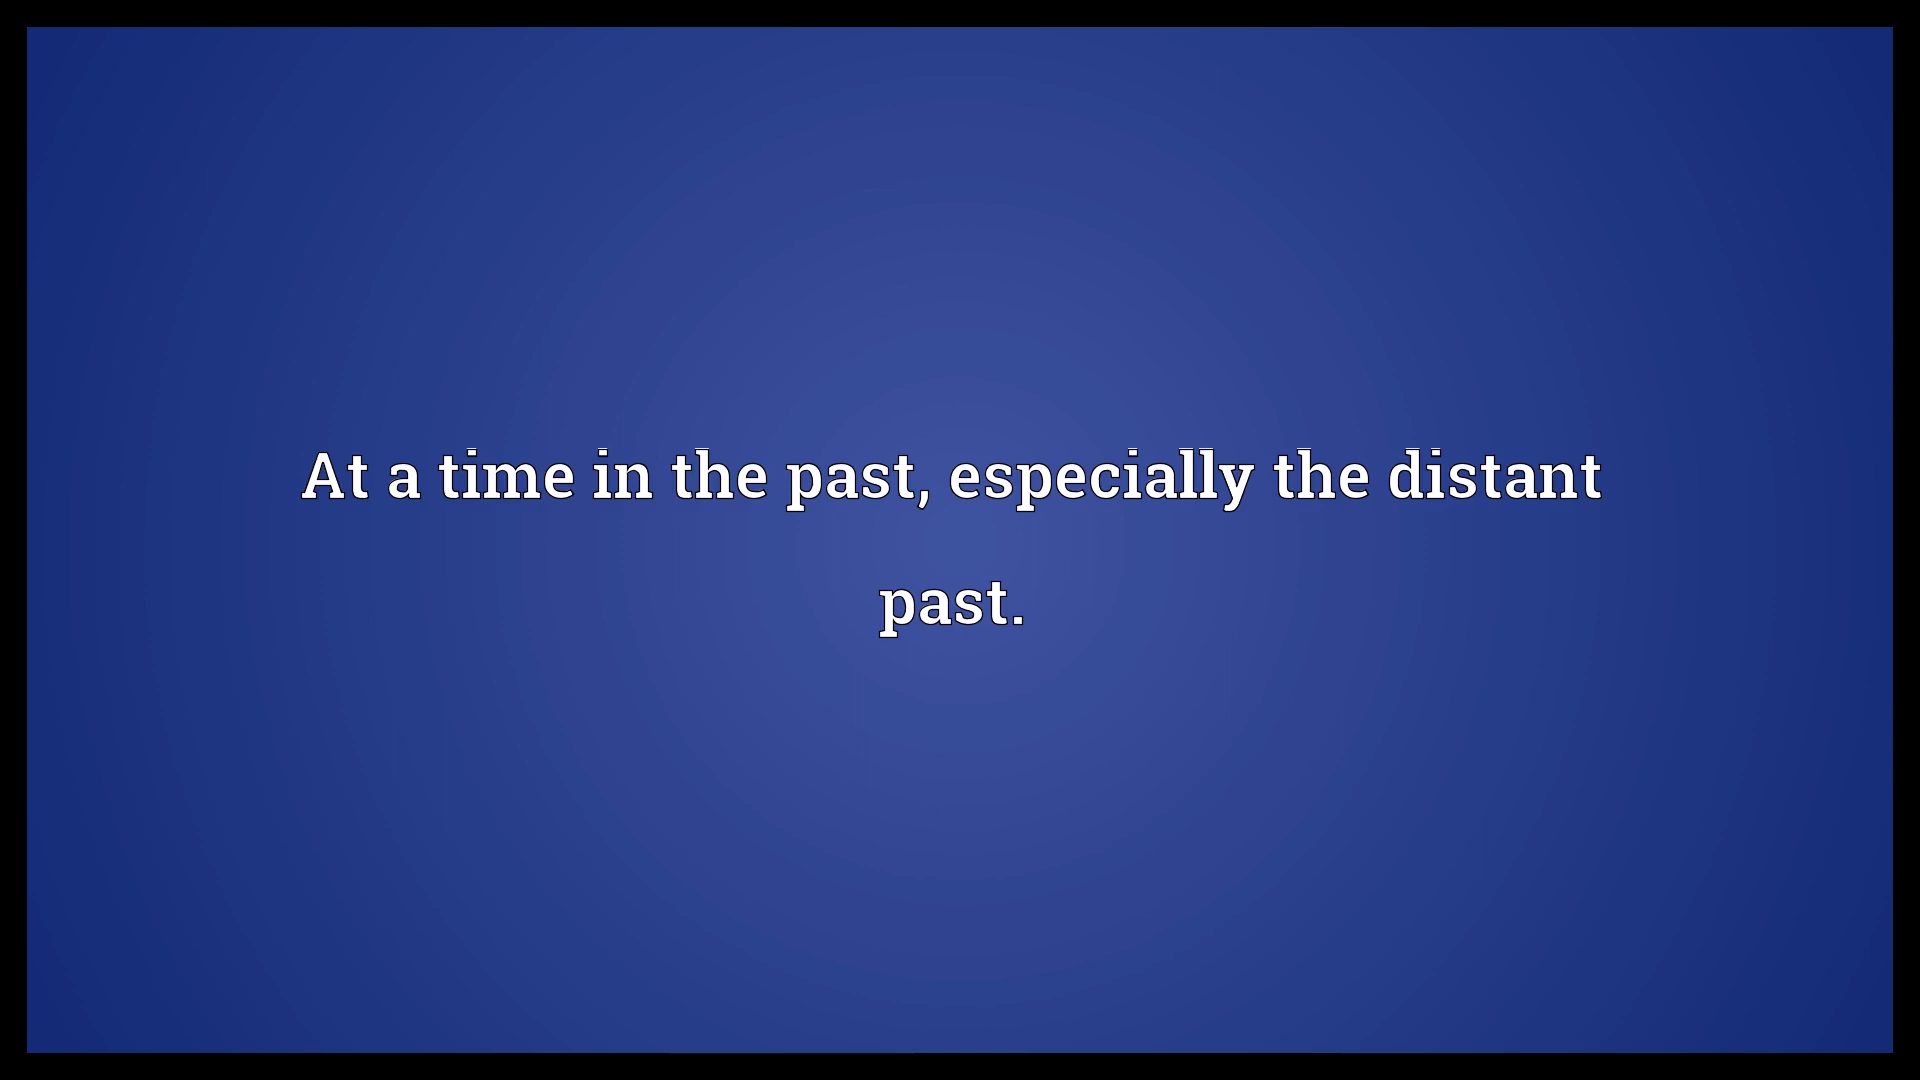 At a time in the past, especially the distant
past.